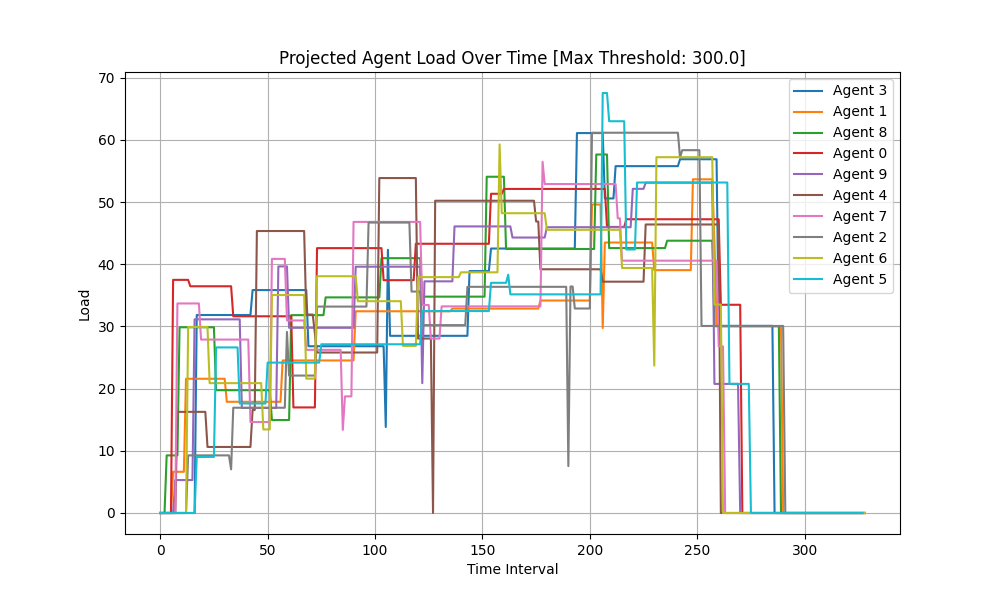 Projected Agent Load Over Time [Max Threshold: 300.0]
Load
70
60
50
40
30
20
10
0
0 50 100 150 200 250 300
Time Interval
Agent 3
Agent 1
Agent 8
Agent 0
Agent 9
Agent 4
Agent 7
Agent 2
Agent 6
Agent 5